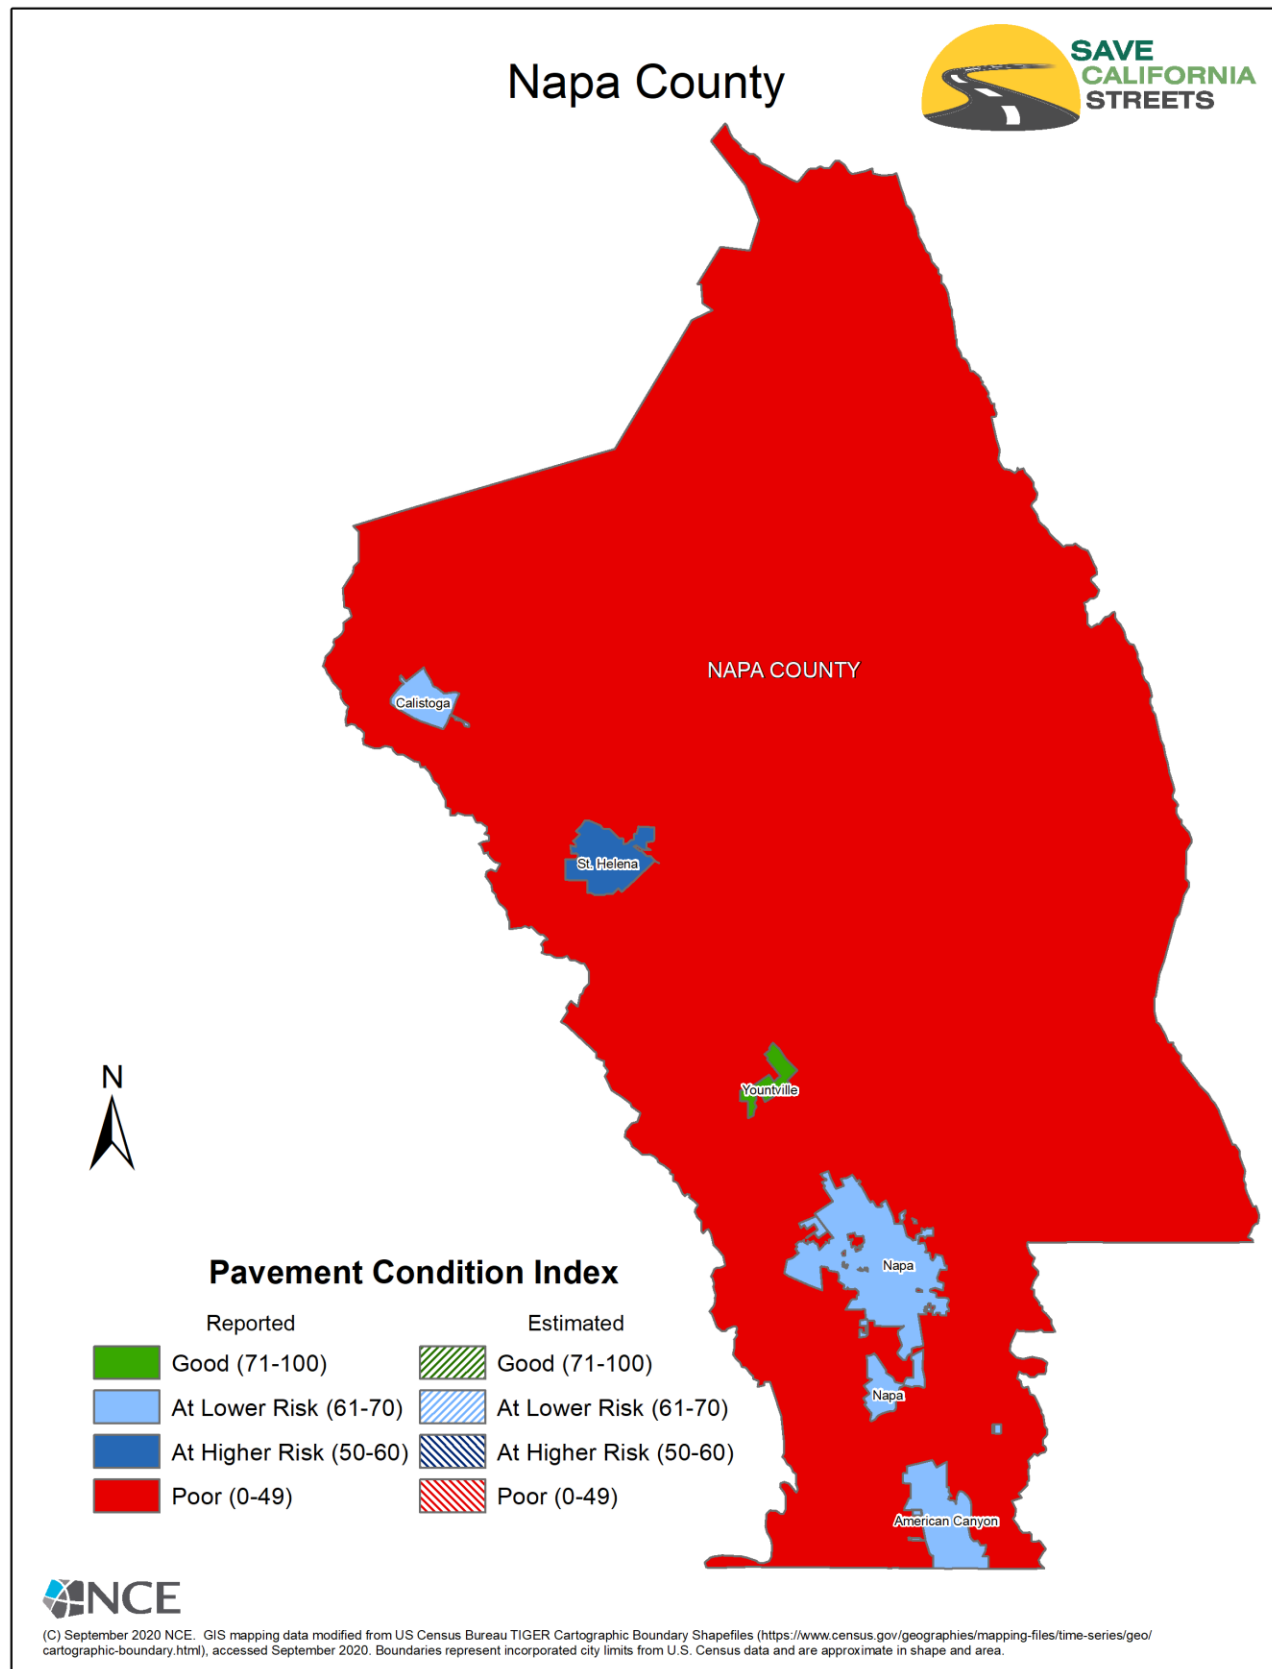 Napa County
SAVE
CALIFORNIA
STREETS
NAPA COUNTY
Calistoga
St. Helena
Yountville
N
Napa
Napa
American Canyon
Pavement Condition Index
Reported Estimated
Good (71-100) Good (71-100)
At Lower Risk (61-70) At Lower Risk (61-70)
At Higher Risk (50-60) At Higher Risk (50-60)
Poor (0-49) Poor (0-49)
NCE
(C) September 2020 NCE. GIS mapping data modified from US Census Bureau TIGER Cartographic Boundary Shapefiles (https://www.census.gov/geographies/mapping-files/time-series/geo/
cartographic-boundary.html), accessed September 2020. Boundaries represent incorporated city limits from U.S. Census data and are approximate in shape and area.